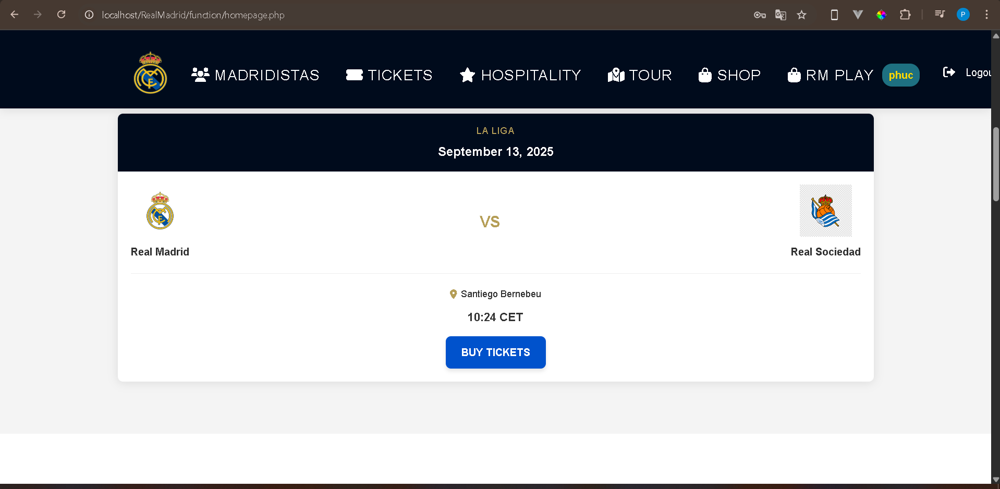 localhost/RealMadrid/function/homepage.php
P
MADRIDISTAS TICKETS HOSPITALITY TOUR SHOP RM PLAY phuc Logou
LA LIGA
September 13, 2025
VS
Real Madrid Real Sociedad
Santiago Bernebeu
10:24 CET
BUY TICKETS